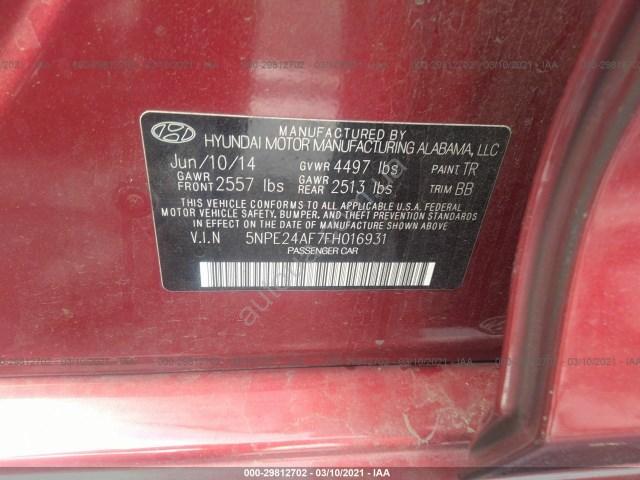 MANUFACTURED BY
HYUNDAI MOTOR MANUFACTURING ALABAMA, LLC
Jun/10/14 GVWR 4497 lbs PAINT TR
GAWR FRONT 2557 lbs GAWR REAR 2513 lbs TRIM BB
THIS VEHICLE CONFORMS TO ALL APPLICABLE U.S.A. FEDERAL
MOTOR VEHICLE SAFETY, BUMPER, AND THEFT PREVENTION STANDARDS
IN EFFECT ON THE DATE OF MANUFACTURE SHOWN ABOVE.
V.I.N 5NPE24AF7FH016931
PASSENGER CAR
000-29812702 - 03/10/2021 - IAA